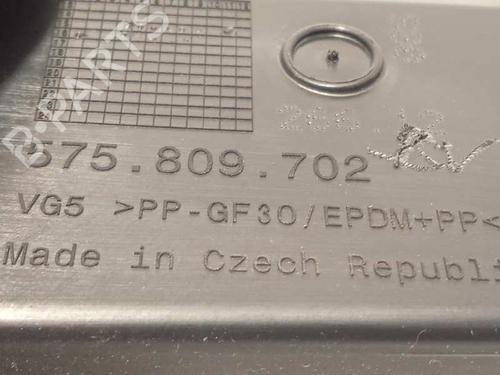 B-PARTS
575.809.702
VG5 >PP-GF30/EPDM+PP<
Made in Czech Republi